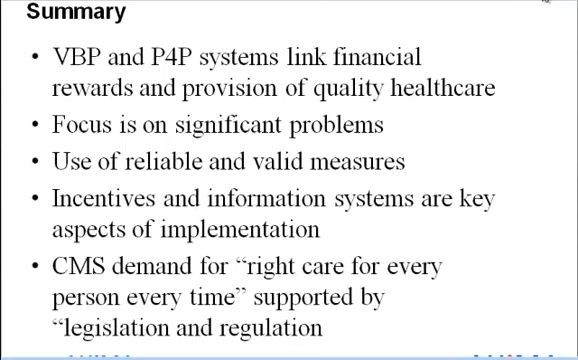 Summary
• VBP and P4P systems link financial
rewards and provision of quality healthcare
• Focus is on significant problems
• Use of reliable and valid measures
• Incentives and information systems are key
aspects of implementation
• CMS demand for “right care for every
person every time” supported by
“legislation and regulation